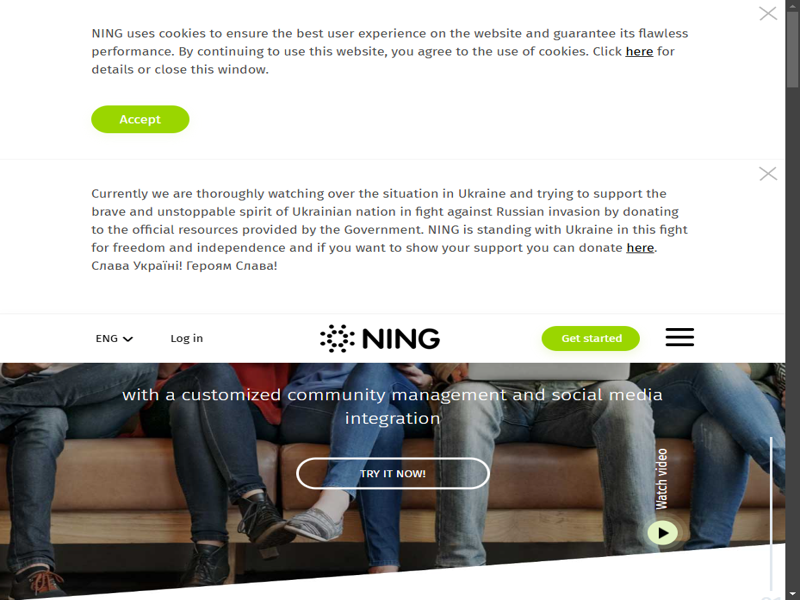 NING uses cookies to ensure the best user experience on the website and guarantee its flawless
performance. By continuing to use this website, you agree to the use of cookies. Click here for
details or close this window.
Accept
Currently we are thoroughly watching over the situation in Ukraine and trying to support the
brave and unstoppable spirit of Ukrainian nation in fight against Russian invasion by donating
to the official resources provided by the Government. NING is standing with Ukraine in this fight
for freedom and independence and if you want to show your support you can donate here.
Слава Україні! Героям Слава!
ENG
Log in
NING
Get started
with a customized community management and social media
integration
TRY IT NOW!
Watch video